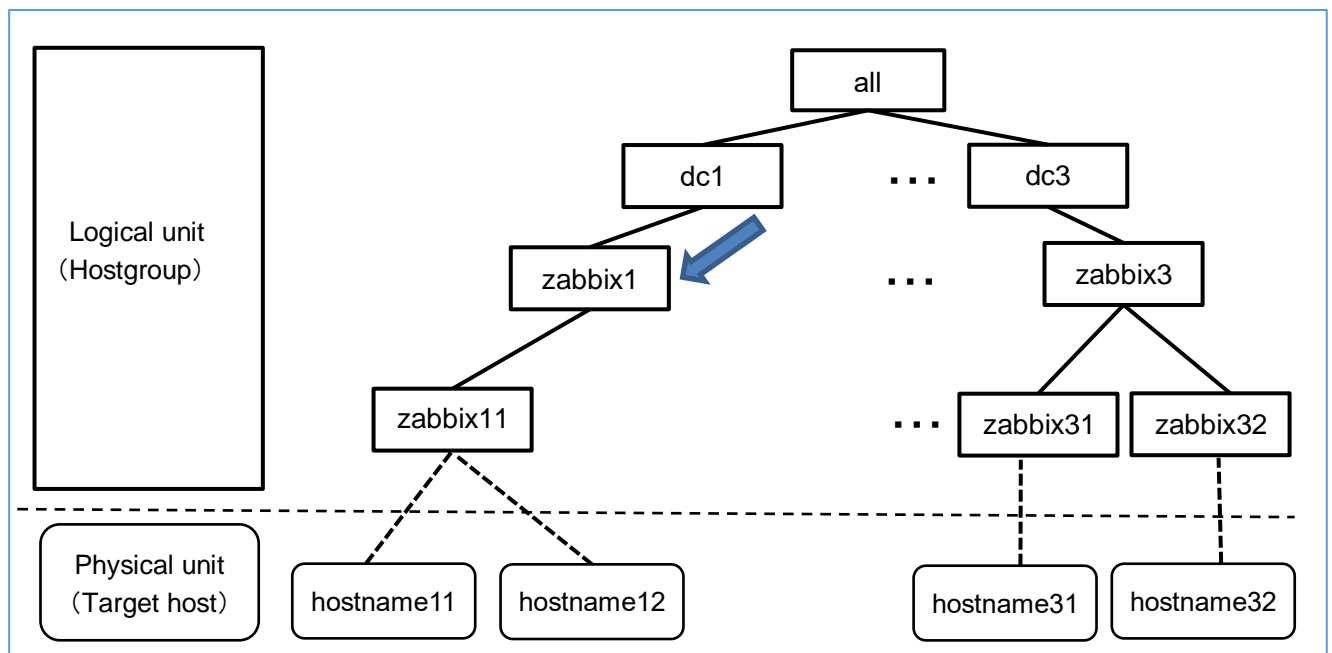 all
dc1
...
dc3
Logical unit
（Hostgroup）
zabbix1
...
zabbix3
zabbix11
...
zabbix31
zabbix32
Physical unit
（Target host）
hostname11
hostname12
hostname31
hostname32